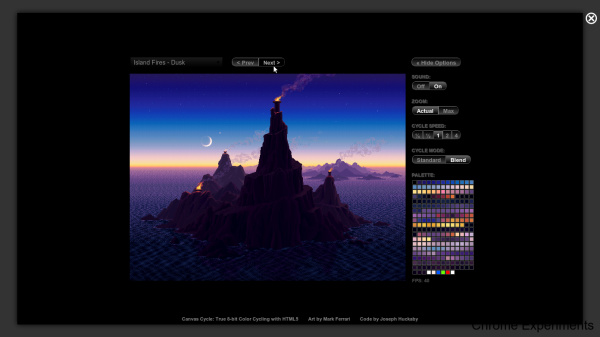 Island Fires - Dusk
< Prev
Next >
« Hide Options
SOUND:
Off
On
ZOOM:
Actual
Max
CYCLE SPEED:
¼ ½ 1 2 4
CYCLE MODE:
Standard
Blend
PALETTE:
Canvas Cycle: True 8-bit Color Cycling with HTML5 Art by Mark Ferrari Code by Joseph Huckaby
Chrome Experiments